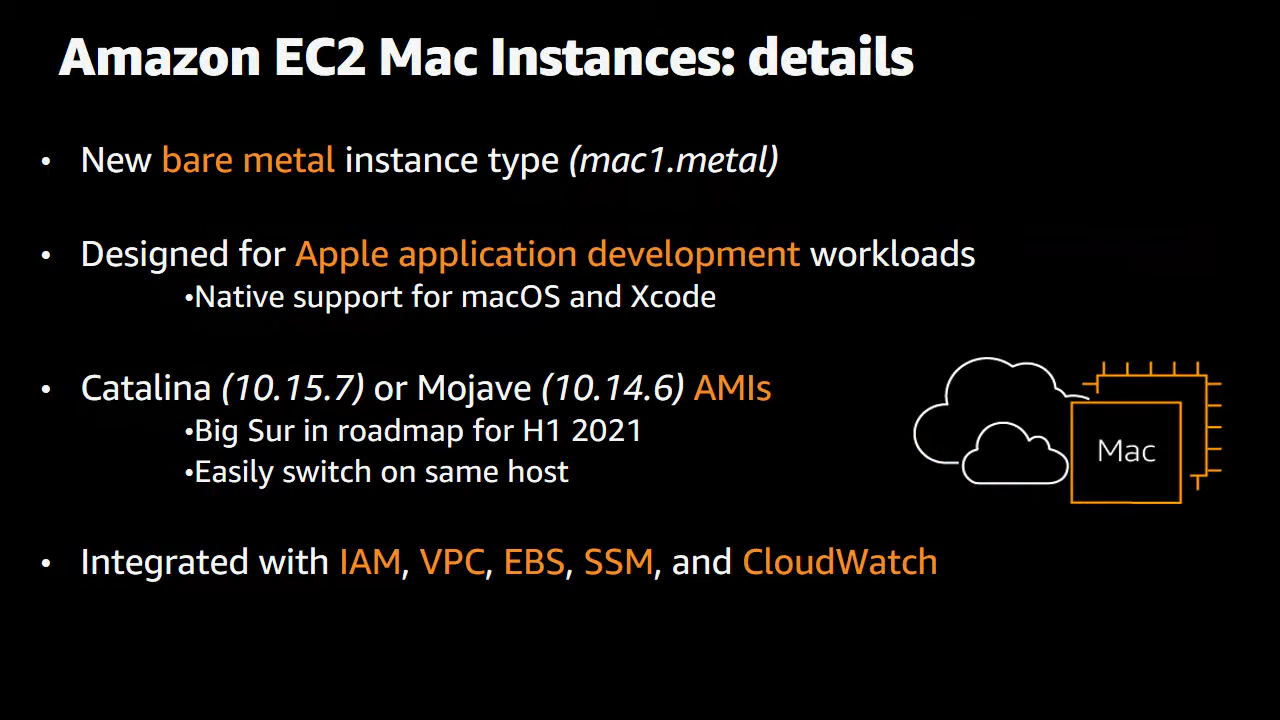 Amazon EC2 Mac Instances: details
• New bare metal instance type (mac1.metal)
• Designed for Apple application development workloads
•Native support for macOS and Xcode
• Catalina (10.15.7) or Mojave (10.14.6) AMIs
•Big Sur in roadmap for H1 2021
•Easily switch on same host
Mac
• Integrated with IAM, VPC, EBS, SSM, and CloudWatch